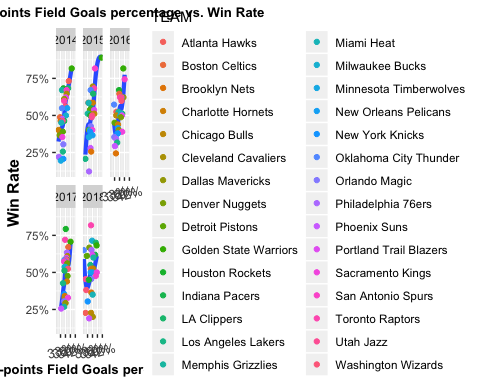 oints Field Goals percentage vs. Win Rate
TEAM
2014 2015 2016
75%
50%
25%
2017 2018
75%
50%
25%
Win Rate
-points Field Goals per
Atlanta Hawks
Boston Celtics
Brooklyn Nets
Charlotte Hornets
Chicago Bulls
Cleveland Cavaliers
Dallas Mavericks
Denver Nuggets
Detroit Pistons
Golden State Warriors
Houston Rockets
Indiana Pacers
LA Clippers
Los Angeles Lakers
Memphis Grizzlies
Miami Heat
Milwaukee Bucks
Minnesota Timberwolves
New Orleans Pelicans
New York Knicks
Oklahoma City Thunder
Orlando Magic
Philadelphia 76ers
Phoenix Suns
Portland Trail Blazers
Sacramento Kings
San Antonio Spurs
Toronto Raptors
Utah Jazz
Washington Wizards